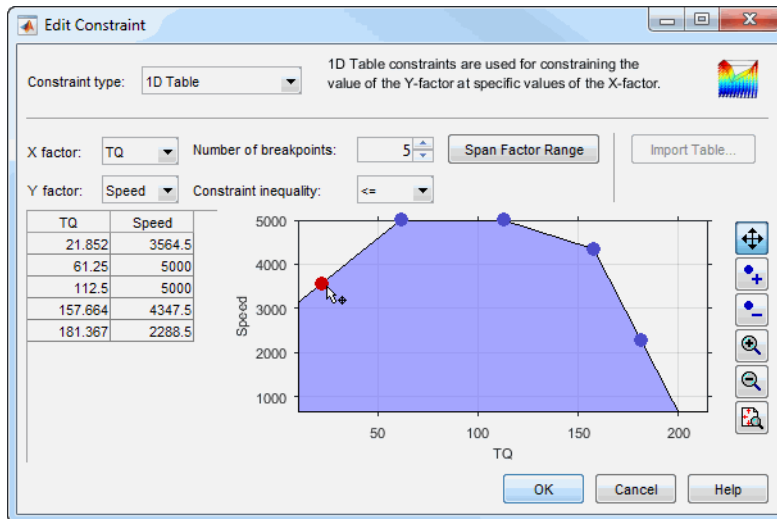 Edit Constraint
Constraint type: 1D Table
1D Table constraints are used for constraining the
value of the Y-factor at specific values of the X-factor.
X factor: TQ Number of breakpoints: 5 Span Factor Range Import Table...
Y factor: Speed Constraint inequality: <=
TQ Speed
21.852 3564.5
61.25 5000
112.5 5000
157.664 4347.5
181.367 2288.5
5000
4000
3000
2000
1000
Speed
50 100 150 200
TQ
OK Cancel Help